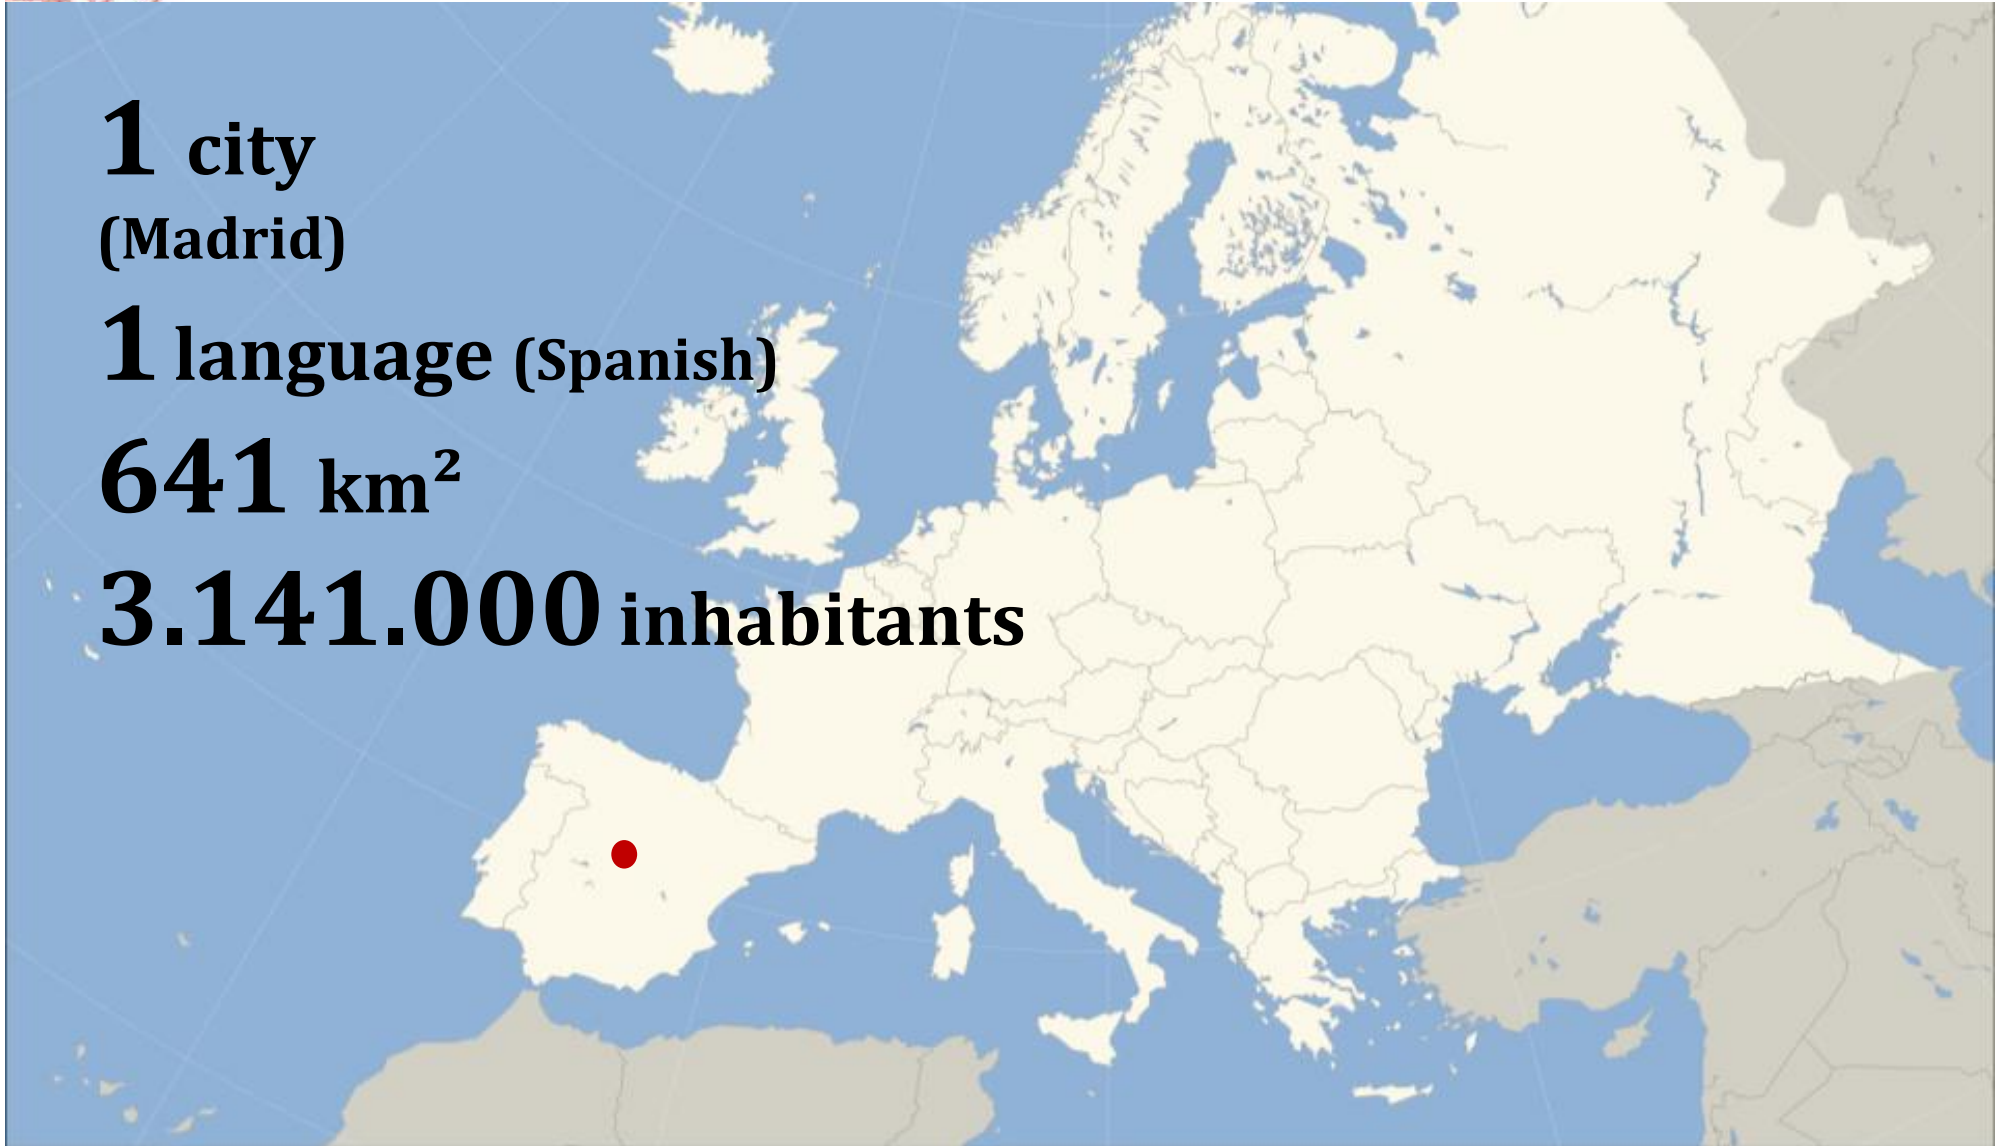 1 city
(Madrid)
1 language (Spanish)
641 km²
3.141.000 inhabitants